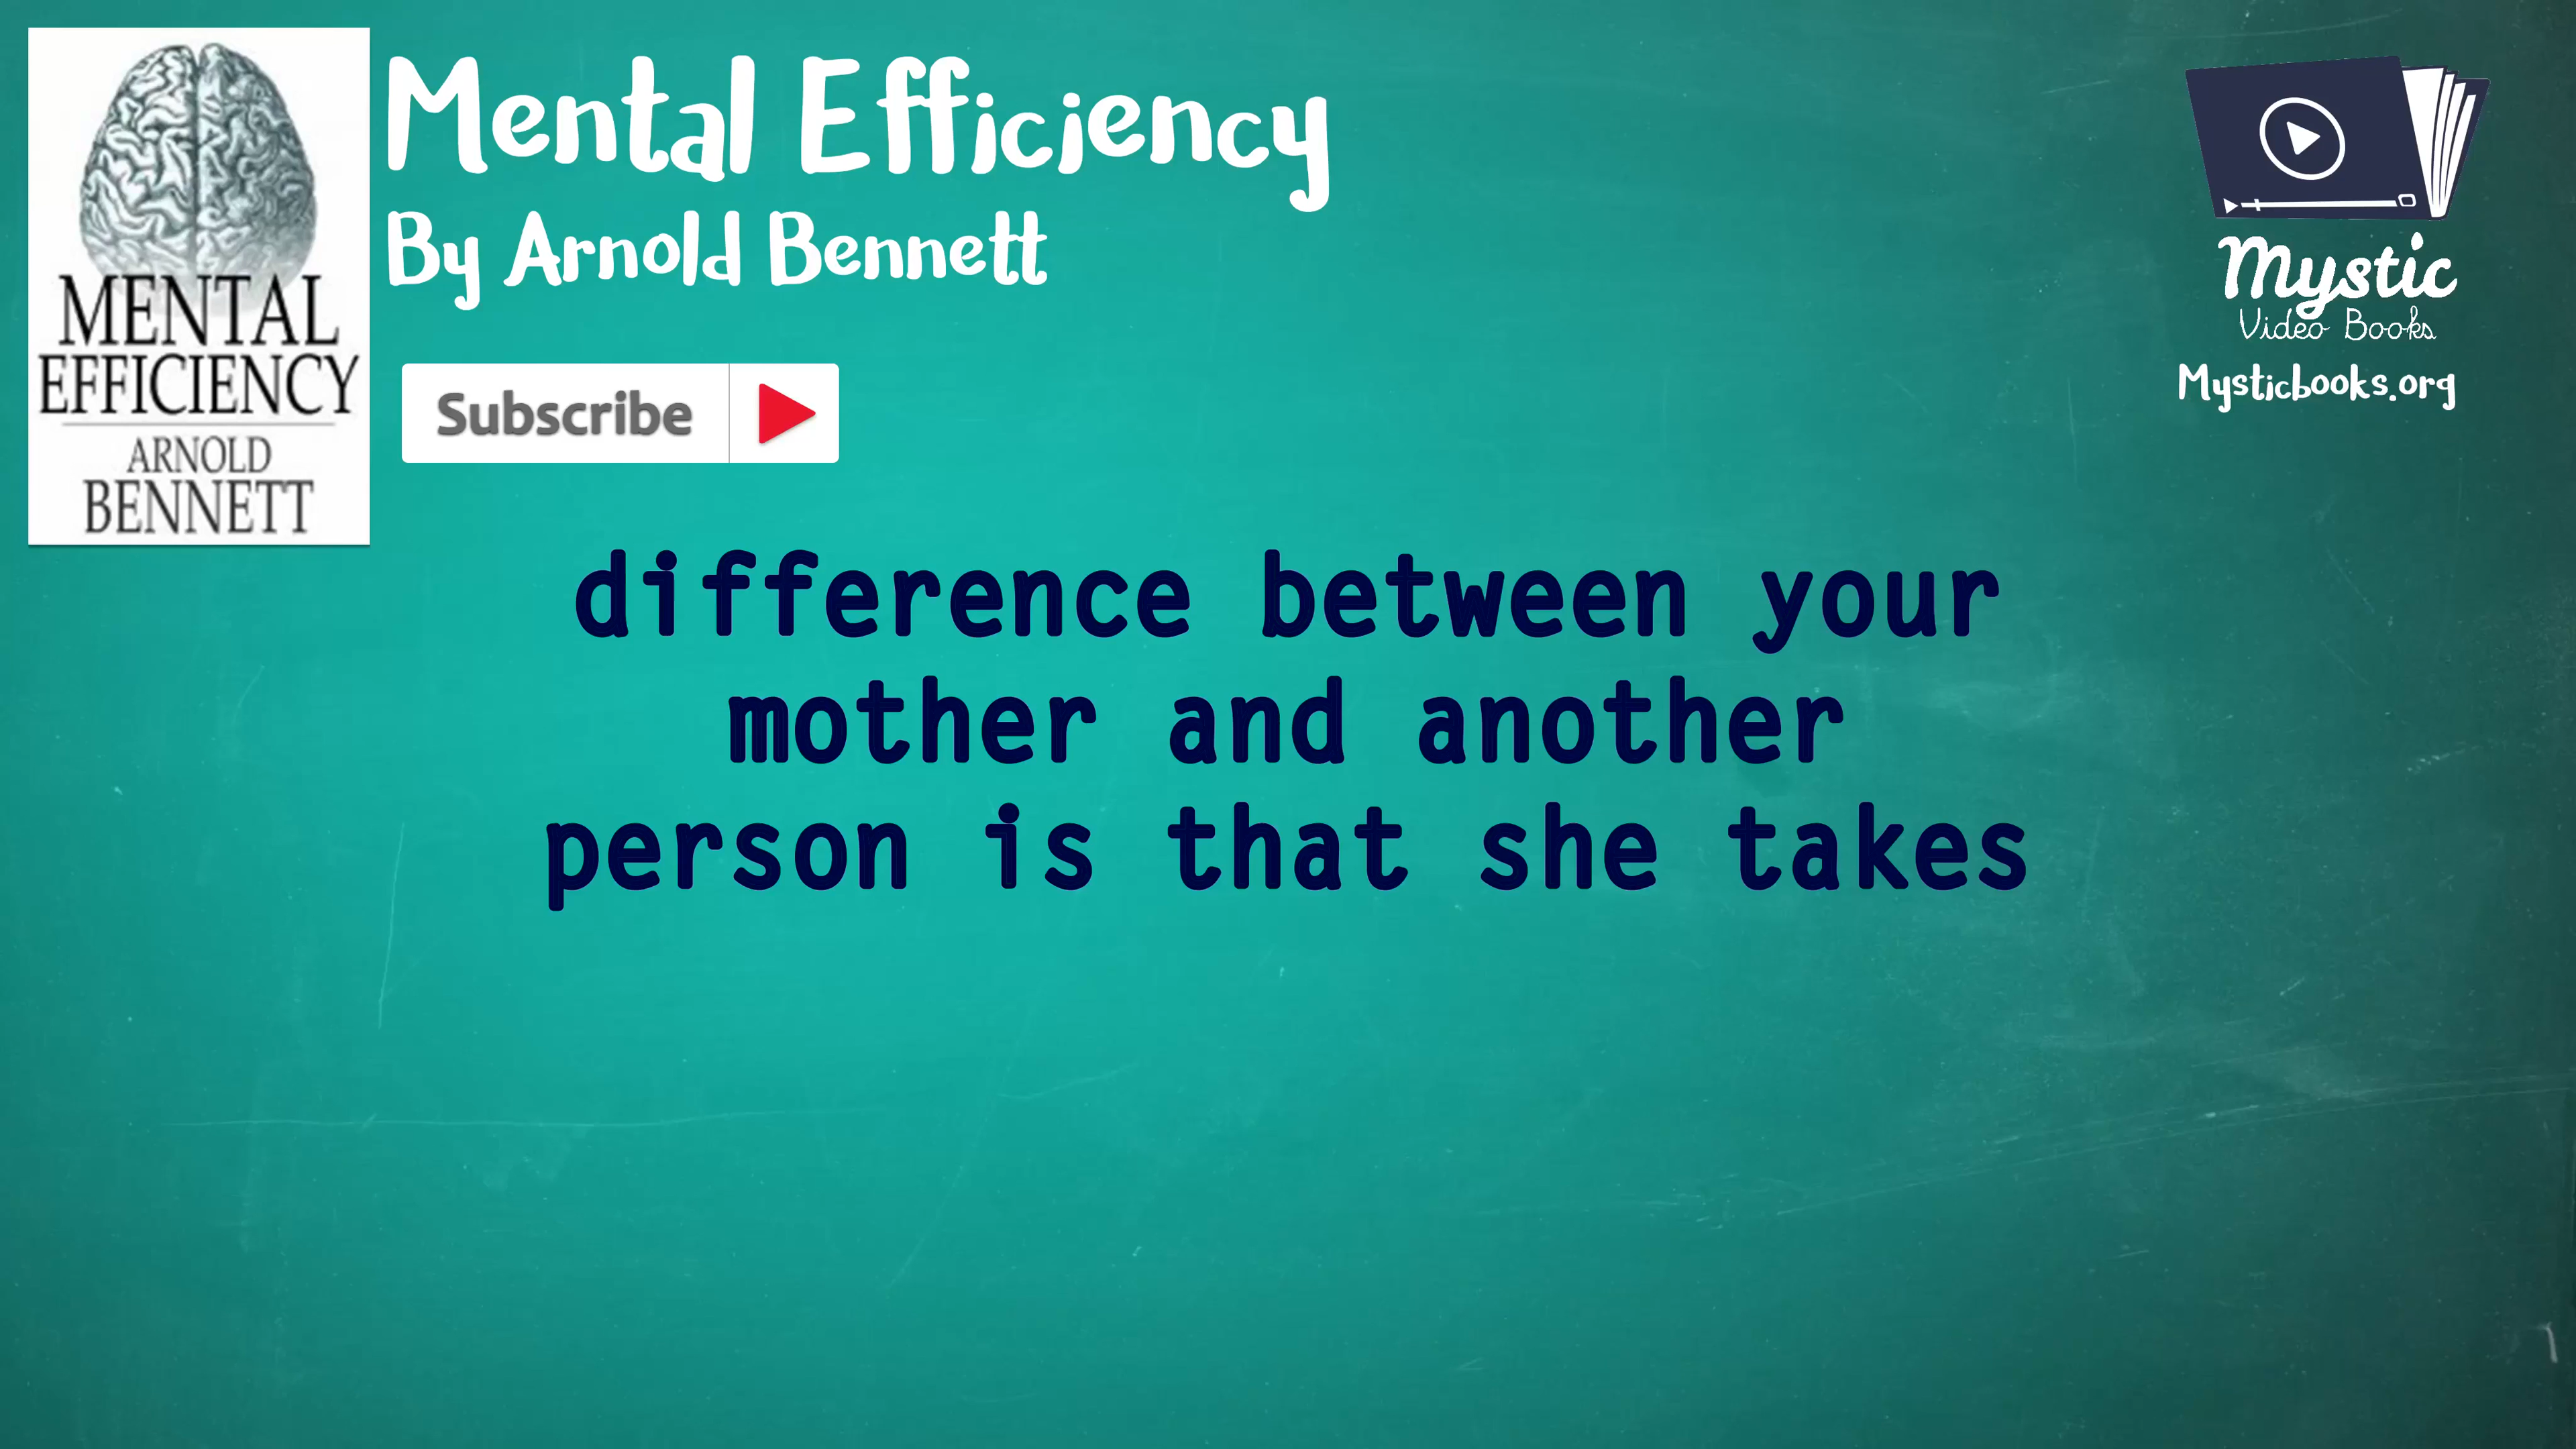 MENTAL
EFFICIENCY
ARNOLD
BENNETT
Mental Efficiency
By Arnold Bennett
Subscribe
Mystic
Video Books
Mysticbooks.org
difference between your
mother and another
person is that she takes